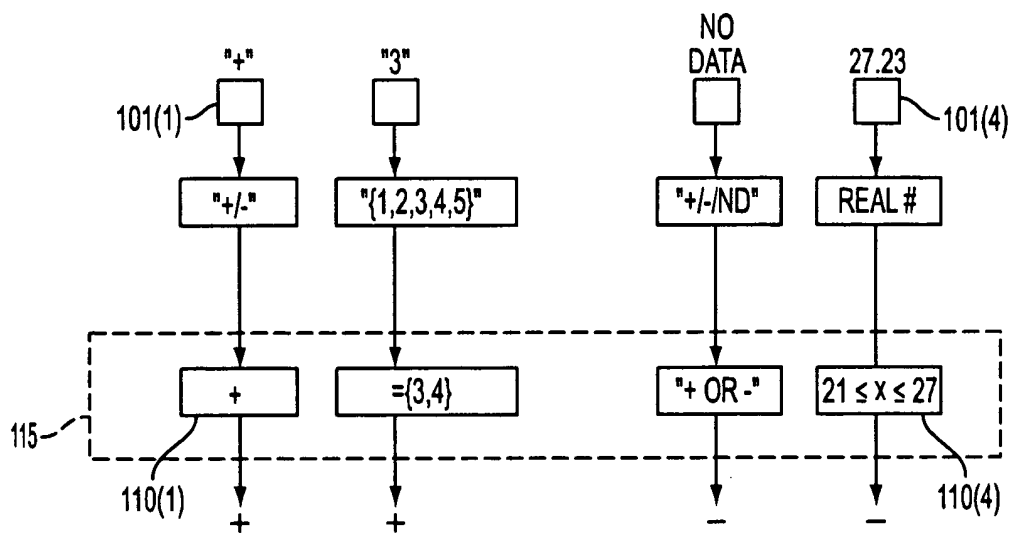 "+" "3" NO DATA 27.23
101(1) 101(4)
"+/-" "{1,2,3,4,5}" "+/-/ND" REAL #
+ ={3,4} "+ OR -" 21 ≤ x ≤ 27
115
110(1) 110(4)
+ + − −